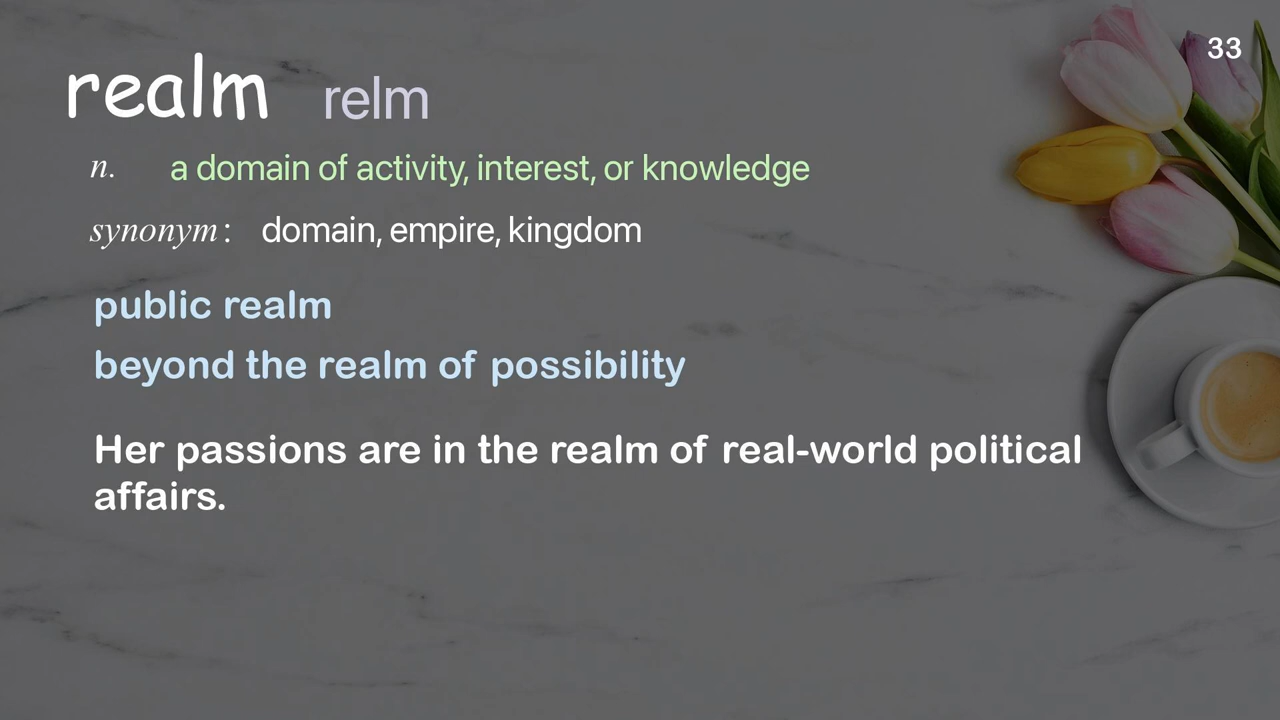 33
realm relm
n. a domain of activity, interest, or knowledge
synonym: domain, empire, kingdom
public realm
beyond the realm of possibility
Her passions are in the realm of real-world political
affairs.